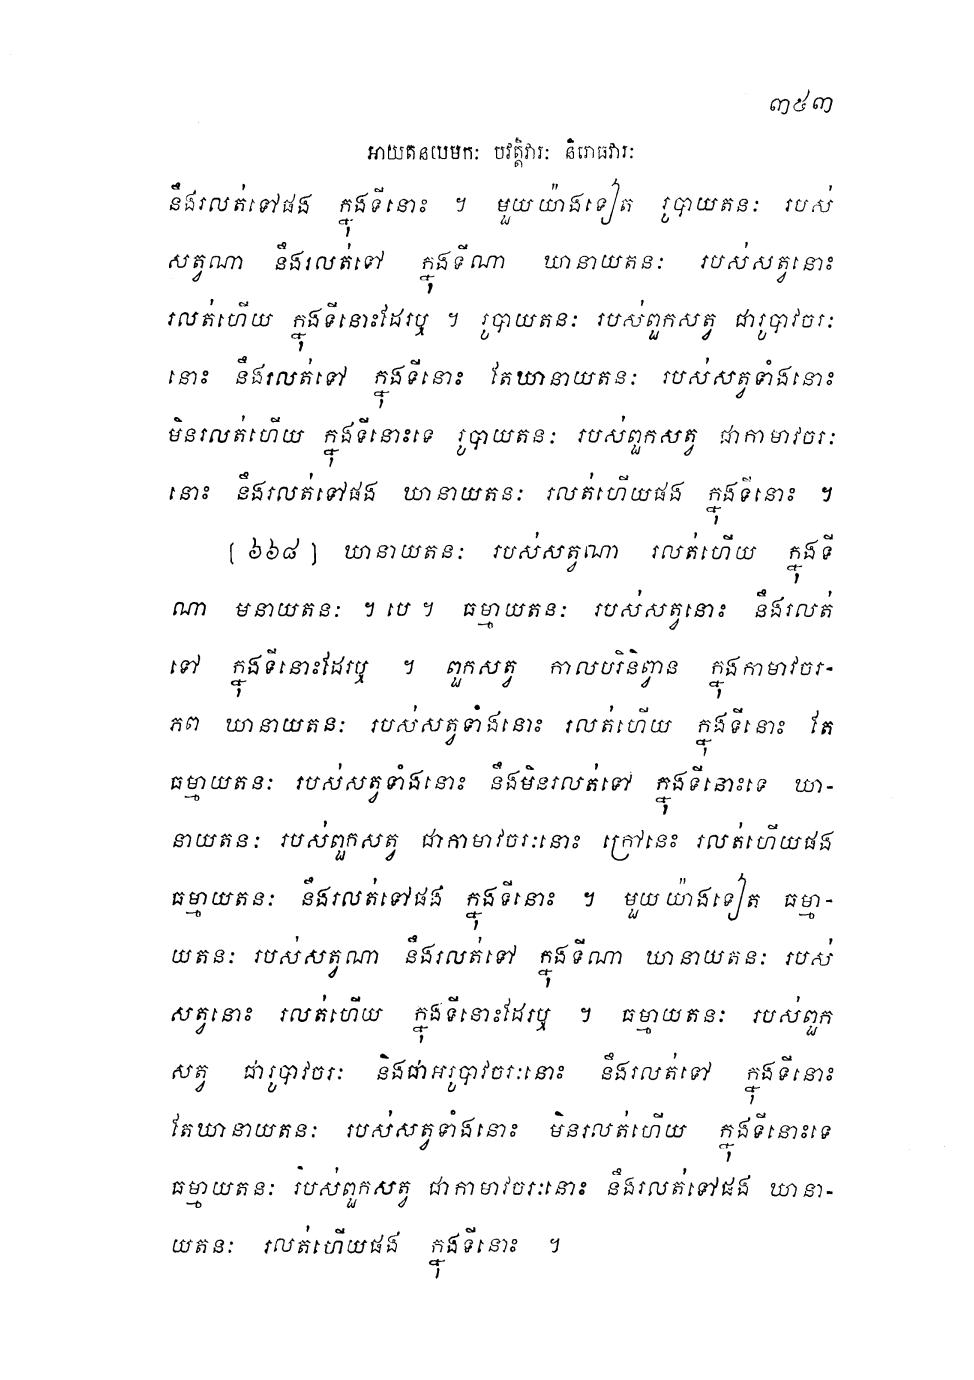 ៣៥៣
អាយតនយមកៈ បវត្តិវារៈ និរោធវារៈ
នឹងរលត់ទៅផង ក្នុងទីនោះ ។ មួយយ៉ាងទៀត រូបាយតនៈ របស់
សត្វណា នឹងរលត់ទៅ ក្នុងទីណា ឃានាយតនៈ របស់សត្វនោះ
រលត់ហើយ ក្នុងទីនោះដែរឬ ។ រូបាយតនៈ របស់ពួកសត្វ ជារូបាវចរៈ
នោះ នឹងរលត់ទៅ ក្នុងទីនោះ តែឃានាយតនៈ របស់សត្វទាំងនោះ
មិនរលត់ហើយ ក្នុងទីនោះទេ រូបាយតនៈ របស់ពួកសត្វ ជាកាមាវចរៈ
នោះ នឹងរលត់ទៅផង ឃានាយតនៈ រលត់ហើយផង ក្នុងទីនោះ ។
[ ៦៦៨ ] ឃានាយតនៈ របស់សត្វណា រលត់ហើយ ក្នុងទី
ណា មនាយតនៈ ។ បេ ។ ធម្មាយតនៈ របស់សត្វនោះ នឹងរលត់
ទៅ ក្នុងទីនោះដែរឬ ។ ពួកសត្វ កាលបរិនិព្វាន ក្នុងកាមាវចរ-
ភព ឃានាយតនៈ របស់សត្វទាំងនោះ រលត់ហើយ ក្នុងទីនោះ តែ
ធម្មាយតនៈ របស់សត្វទាំងនោះ នឹងមិនរលត់ទៅ ក្នុងទីនោះទេ ឃា-
នាយតនៈ របស់ពួកសត្វ ជាកាមាវចរៈនោះ ក្រៅនេះ រលត់ហើយផង
ធម្មាយតនៈ នឹងរលត់ទៅផង ក្នុងទីនោះ ។ មួយយ៉ាងទៀត ធម្មា-
យតនៈ របស់សត្វណា នឹងរលត់ទៅ ក្នុងទីណា ឃានាយតនៈ របស់
សត្វនោះ រលត់ហើយ ក្នុងទីនោះដែរឬ ។ ធម្មាយតនៈ របស់ពួក
សត្វ ជារូបាវចរៈ និងជាអរូបាវចរៈនោះ នឹងរលត់ទៅ ក្នុងទីនោះ
តែឃានាយតនៈ របស់សត្វទាំងនោះ មិនរលត់ហើយ ក្នុងទីនោះទេ
ធម្មាយតនៈ របស់ពួកសត្វ ជាកាមាវចរៈនោះ នឹងរលត់ទៅផង ឃានា-
យតនៈ រលត់ហើយផង ក្នុងទីនោះ ។